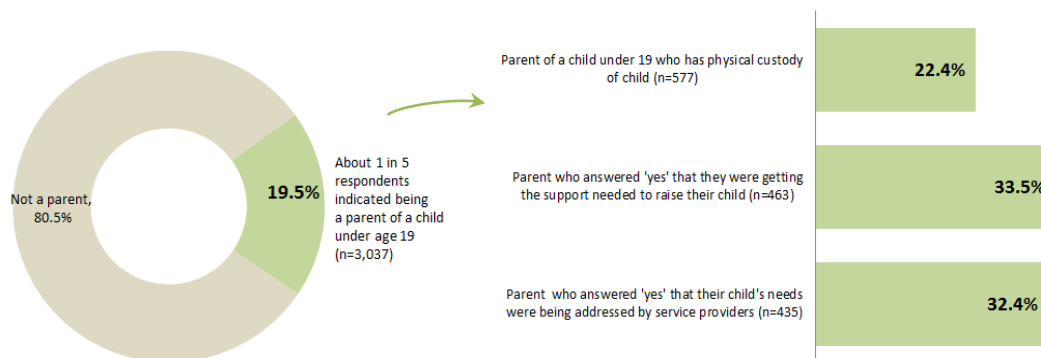 Not a parent,
80.5%
19.5%
About 1 in 5
respondents
indicated being
a parent of a child
under age 19
(n=3,037)
Parent of a child under 19 who has physical custody
of child (n=577)
22.4%
Parent who answered 'yes' that they were getting
the support needed to raise their child (n=463)
33.5%
Parent who answered 'yes' that their child's needs
were being addressed by service providers (n=435)
32.4%